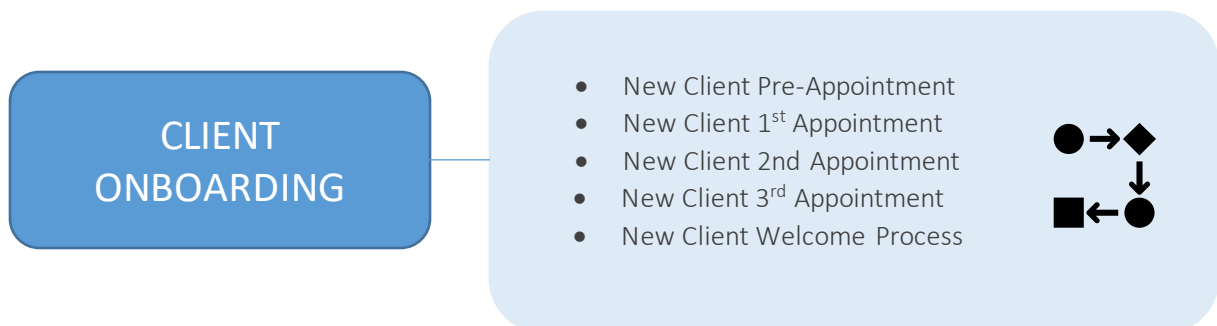 CLIENT
ONBOARDING
• New Client Pre-Appointment
• New Client 1st Appointment
• New Client 2nd Appointment
• New Client 3rd Appointment
• New Client Welcome Process